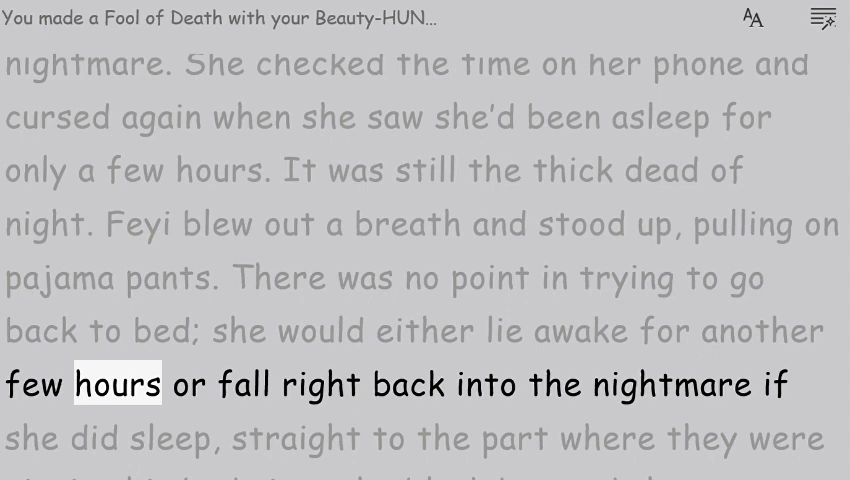 You made a Fool of Death with your Beauty-HUN...
AA
nightmare. She checked the time on her phone and
cursed again when she saw she'd been asleep for
only a few hours. It was still the thick dead of
night. Feyi blew out a breath and stood up, pulling on
pajama pants. There was no point in trying to go
back to bed; she would either lie awake for another
few hours or fall right back into the nightmare if
she did sleep, straight to the part where they were